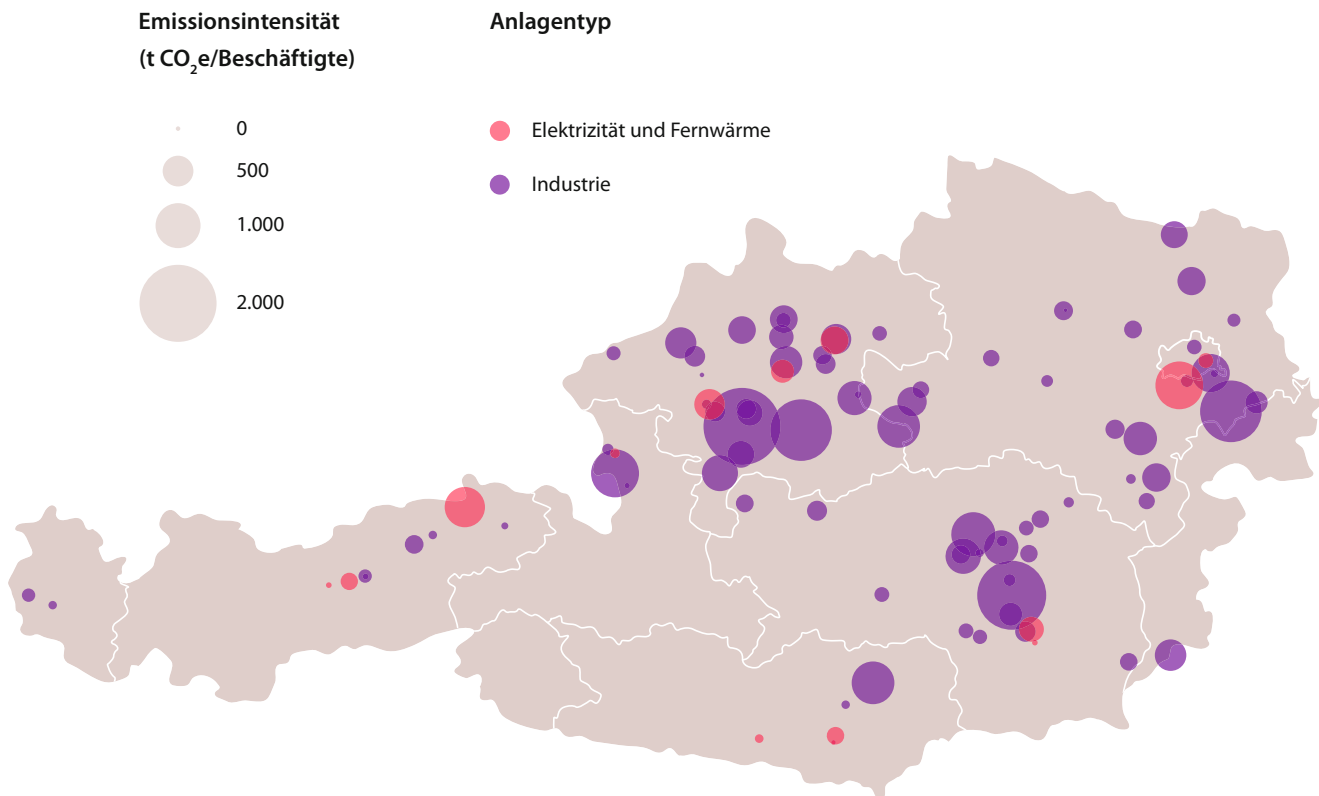 Emissionsintensität
(t CO₂e/Beschäftigte)
0
500
1.000
2.000
Anlagentyp
Elektrizität und Fernwärme
Industrie